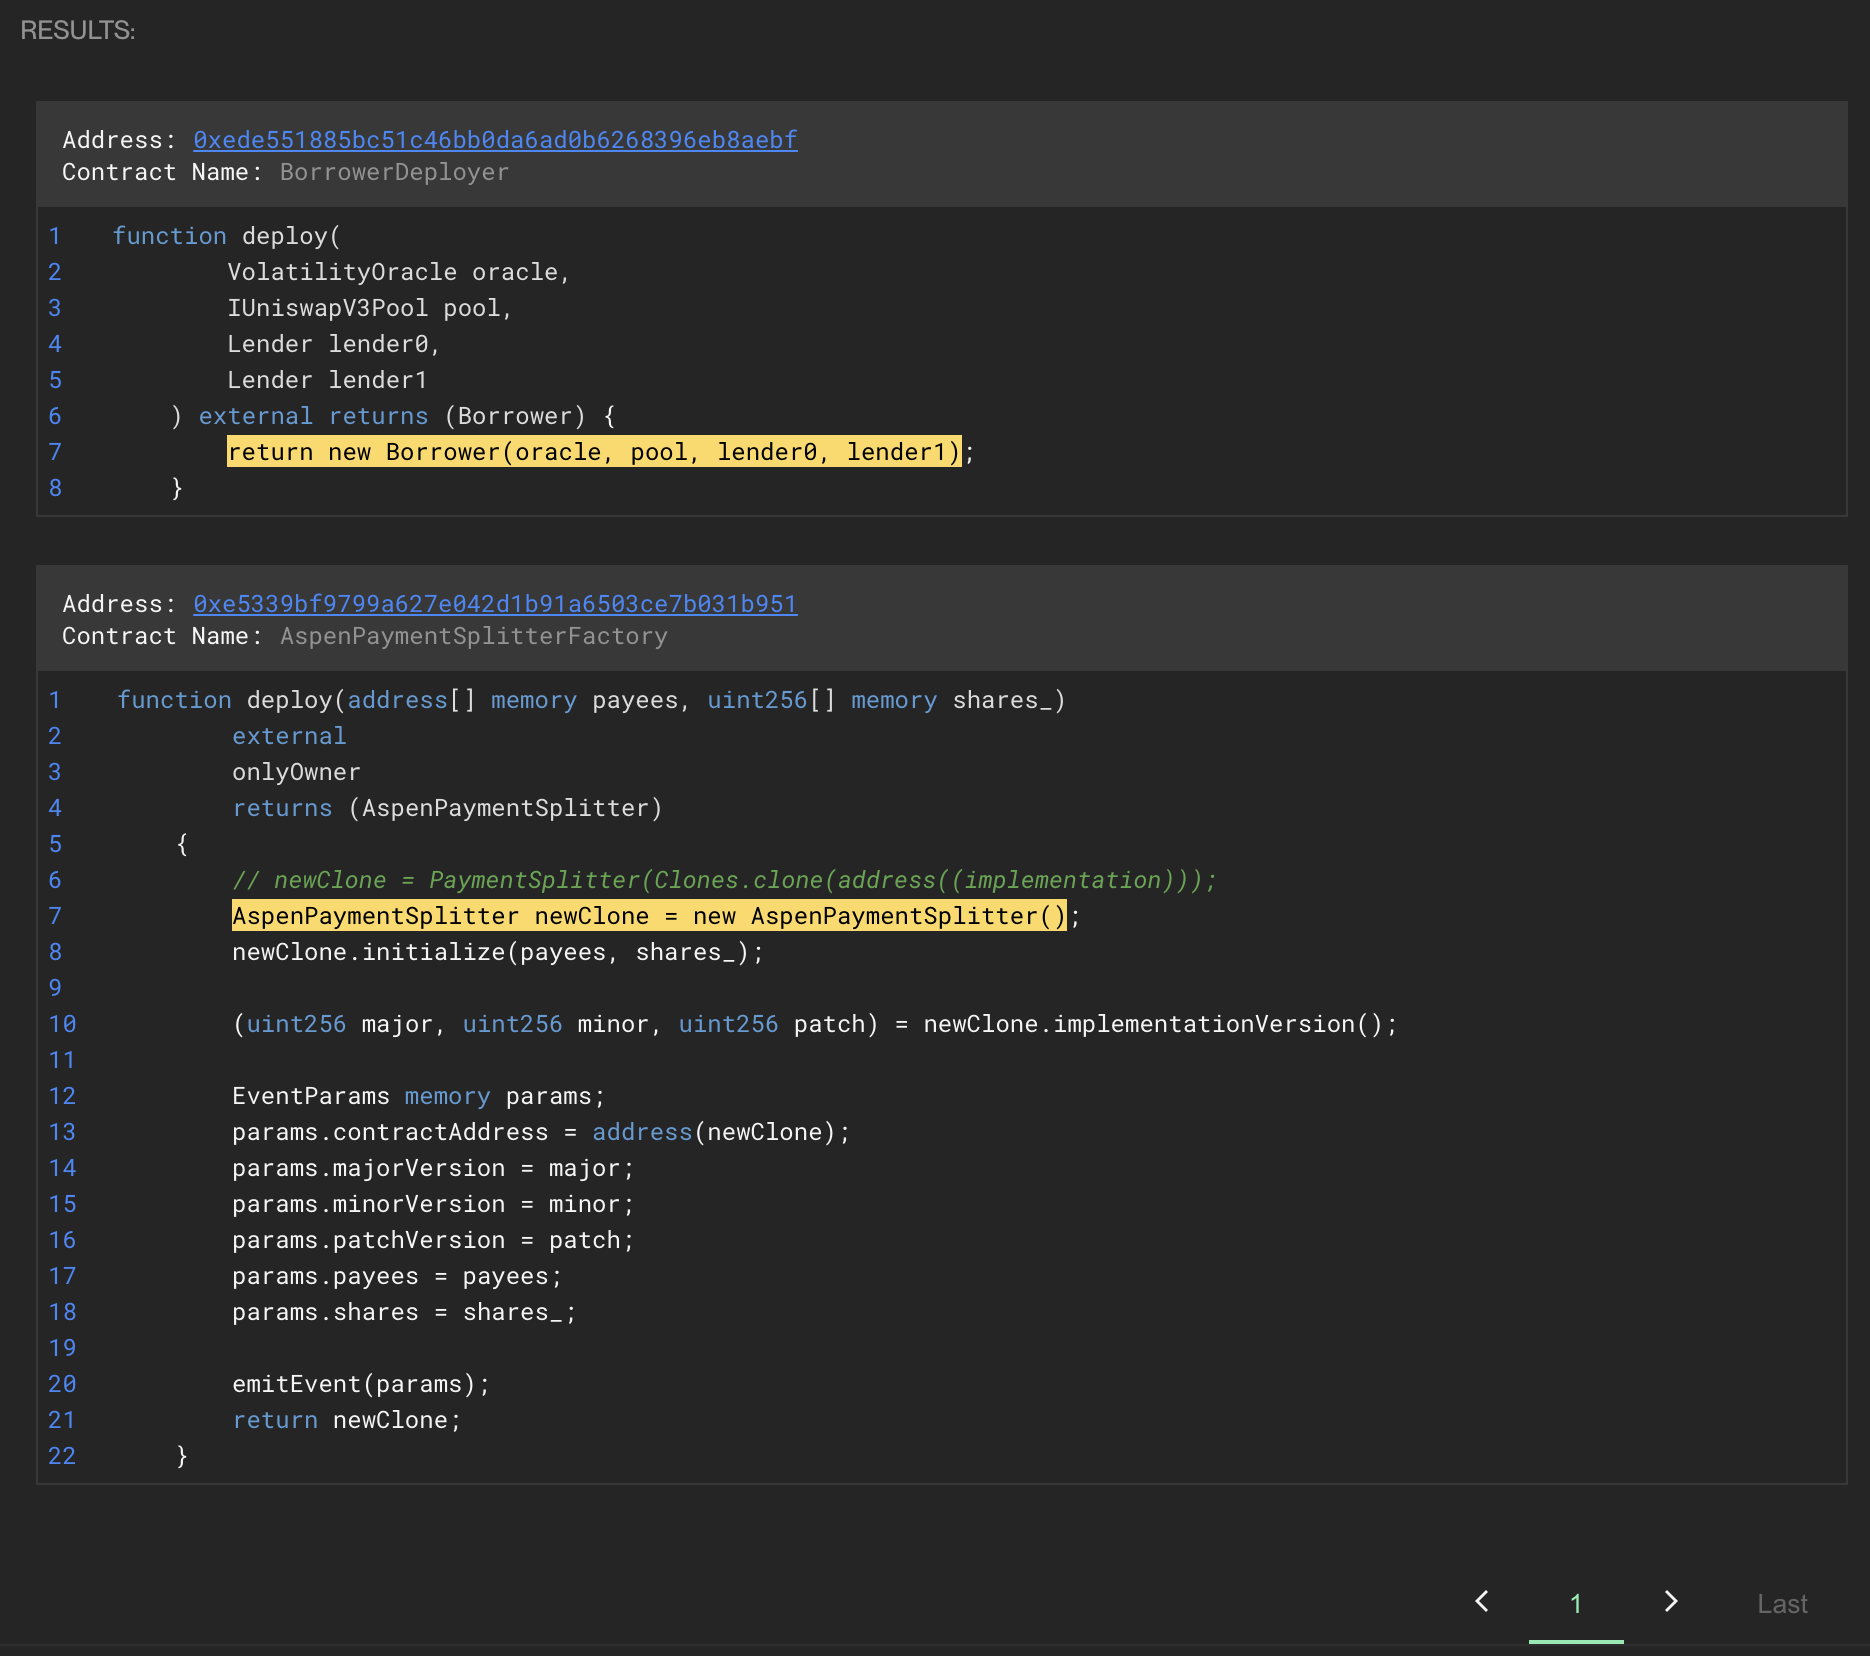 RESULTS:
Address: 0xede551885bc51c46bb0da6ad0b6268396eb8aebf
Contract Name: BorrowerDeployer
1 function deploy(
2 VolatilityOracle oracle,
3 IUniswapV3Pool pool,
4 Lender lender0,
5 Lender lender1
6 ) external returns (Borrower) {
7 return new Borrower(oracle, pool, lender0, lender1);
8 }
Address: 0xe5339bf9799a627e042d1b91a6503ce7b031b951
Contract Name: AspenPaymentSplitterFactory
1 function deploy(address[] memory payees, uint256[] memory shares_)
2 external
3 onlyOwner
4 returns (AspenPaymentSplitter)
5 {
6 // newClone = PaymentSplitter(Clones.clone(address((implementation)));
7 AspenPaymentSplitter newClone = new AspenPaymentSplitter();
8 newClone.initialize(payees, shares_);
9
10 (uint256 major, uint256 minor, uint256 patch) = newClone.implementationVersion();
11
12 EventParams memory params;
13 params.contractAddress = address(newClone);
14 params.majorVersion = major;
15 params.minorVersion = minor;
16 params.patchVersion = patch;
17 params.payees = payees;
18 params.shares = shares_;
19
20 emitEvent(params);
21 return newClone;
22 }
1 Last